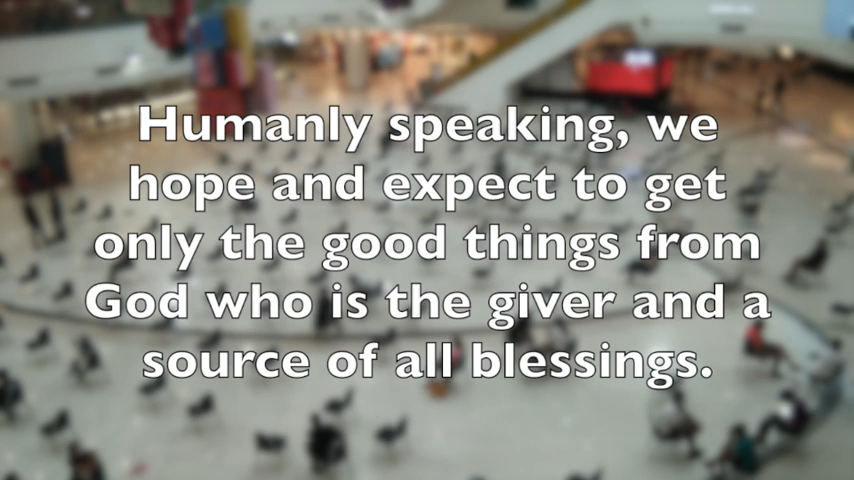 Humanly speaking, we
hope and expect to get
only the good things from
God who is the giver and a
source of all blessings.